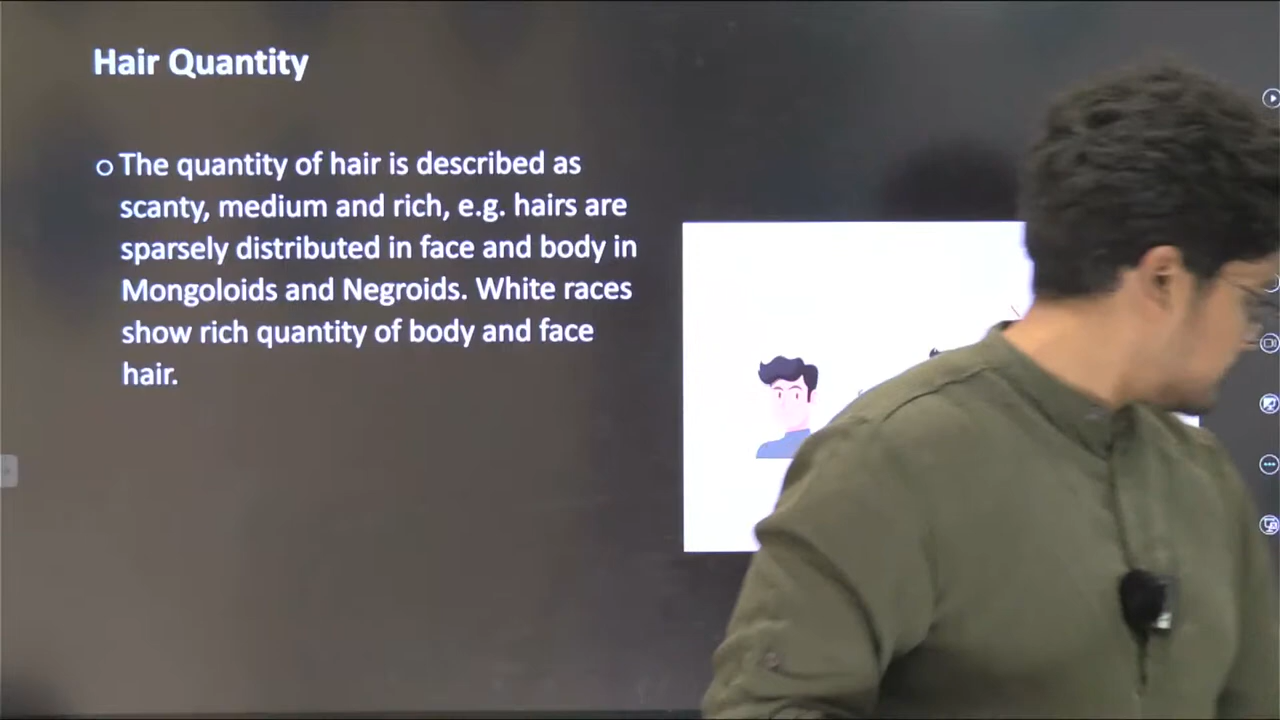 Hair Quantity
The quantity of hair is described as
scanty, medium and rich, e.g. hairs are
sparsely distributed in face and body in
Mongoloids and Negroids. White races
show rich quantity of body and face
hair.